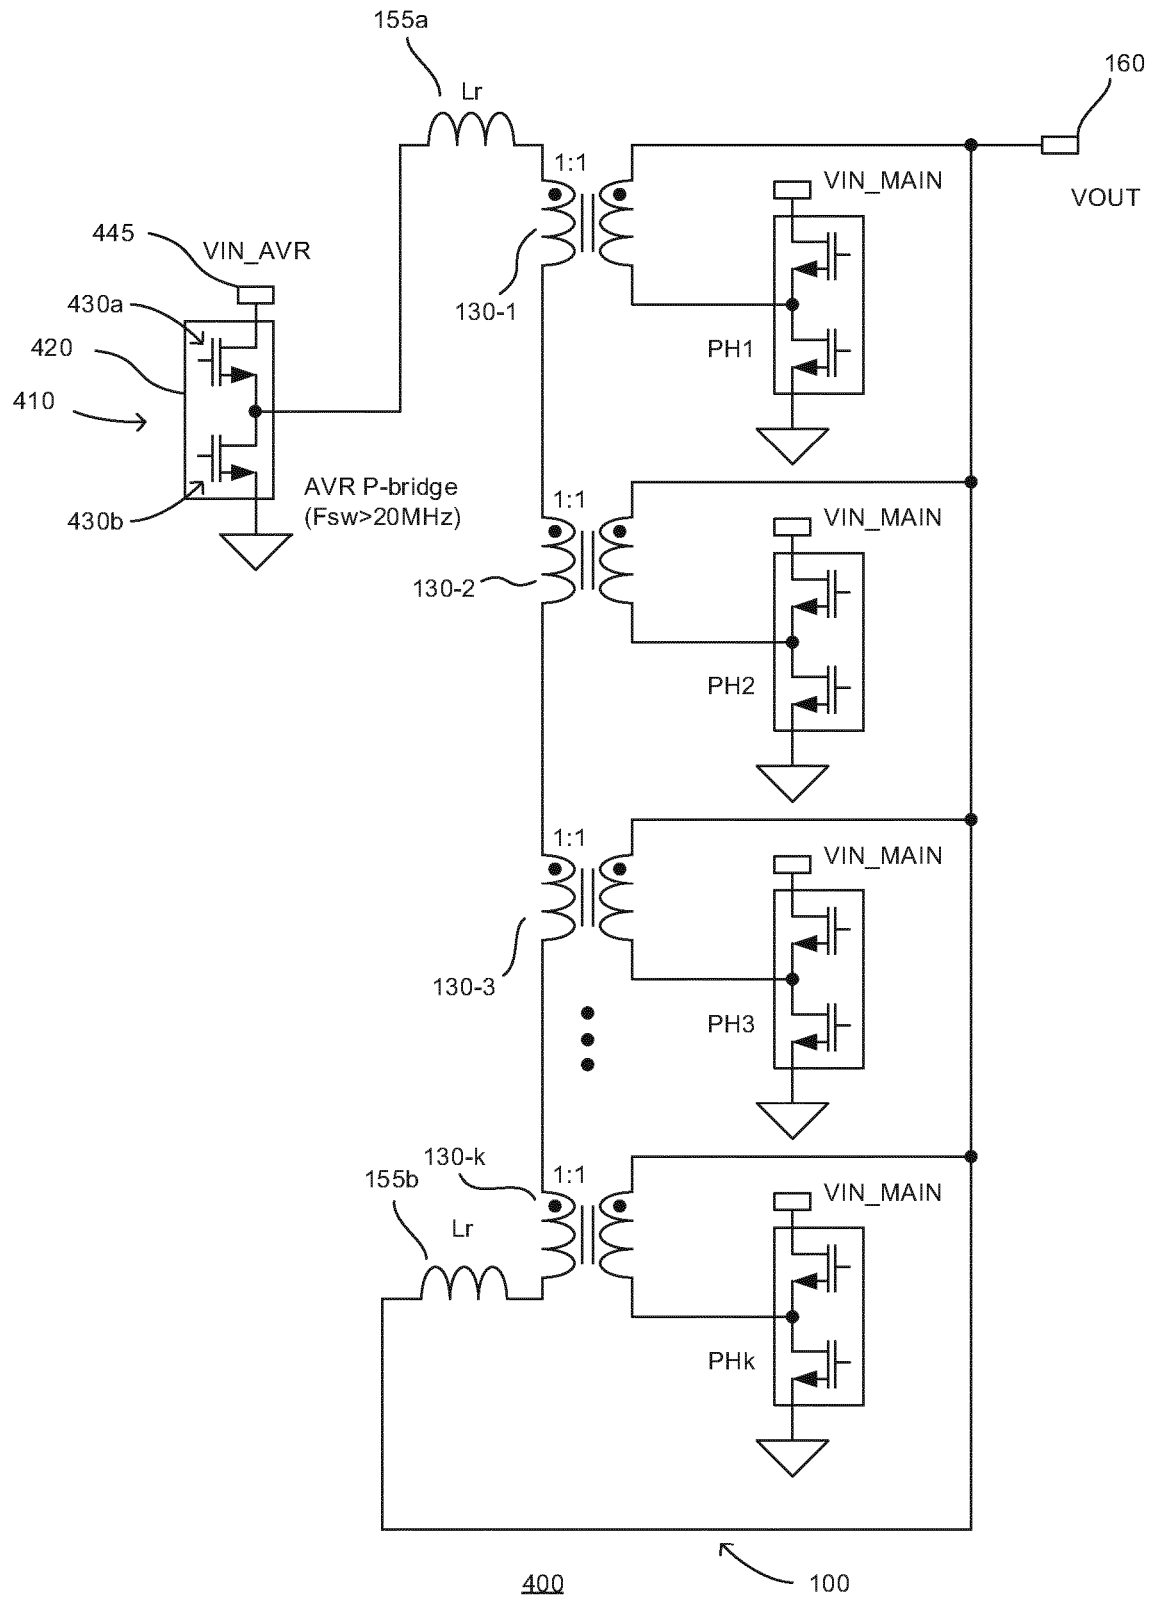 155a
Lr
160
1:1
VIN_MAIN
VOUT
445
VIN_AVR
430a
130-1
420
PH1
410
AVR P-bridge
(Fsw>20MHz)
430b
1:1
VIN_MAIN
130-2
PH2
1:1
VIN_MAIN
130-3
PH3
130-k
1:1
155b
VIN_MAIN
Lr
PHk
400
100